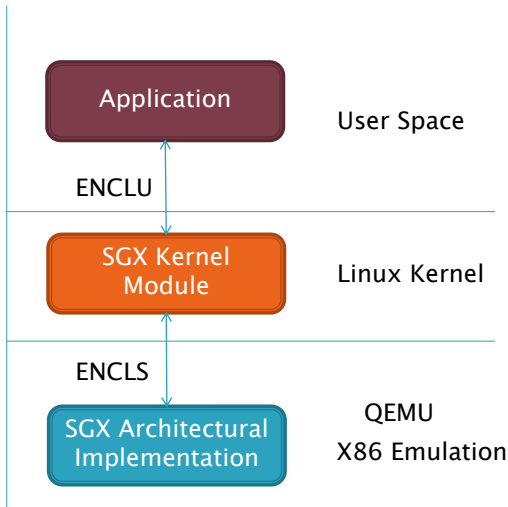 Application
User Space
ENCLU
SGX Kernel
Module
Linux Kernel
ENCLS
SGX Architectural
Implementation
QEMU
X86 Emulation